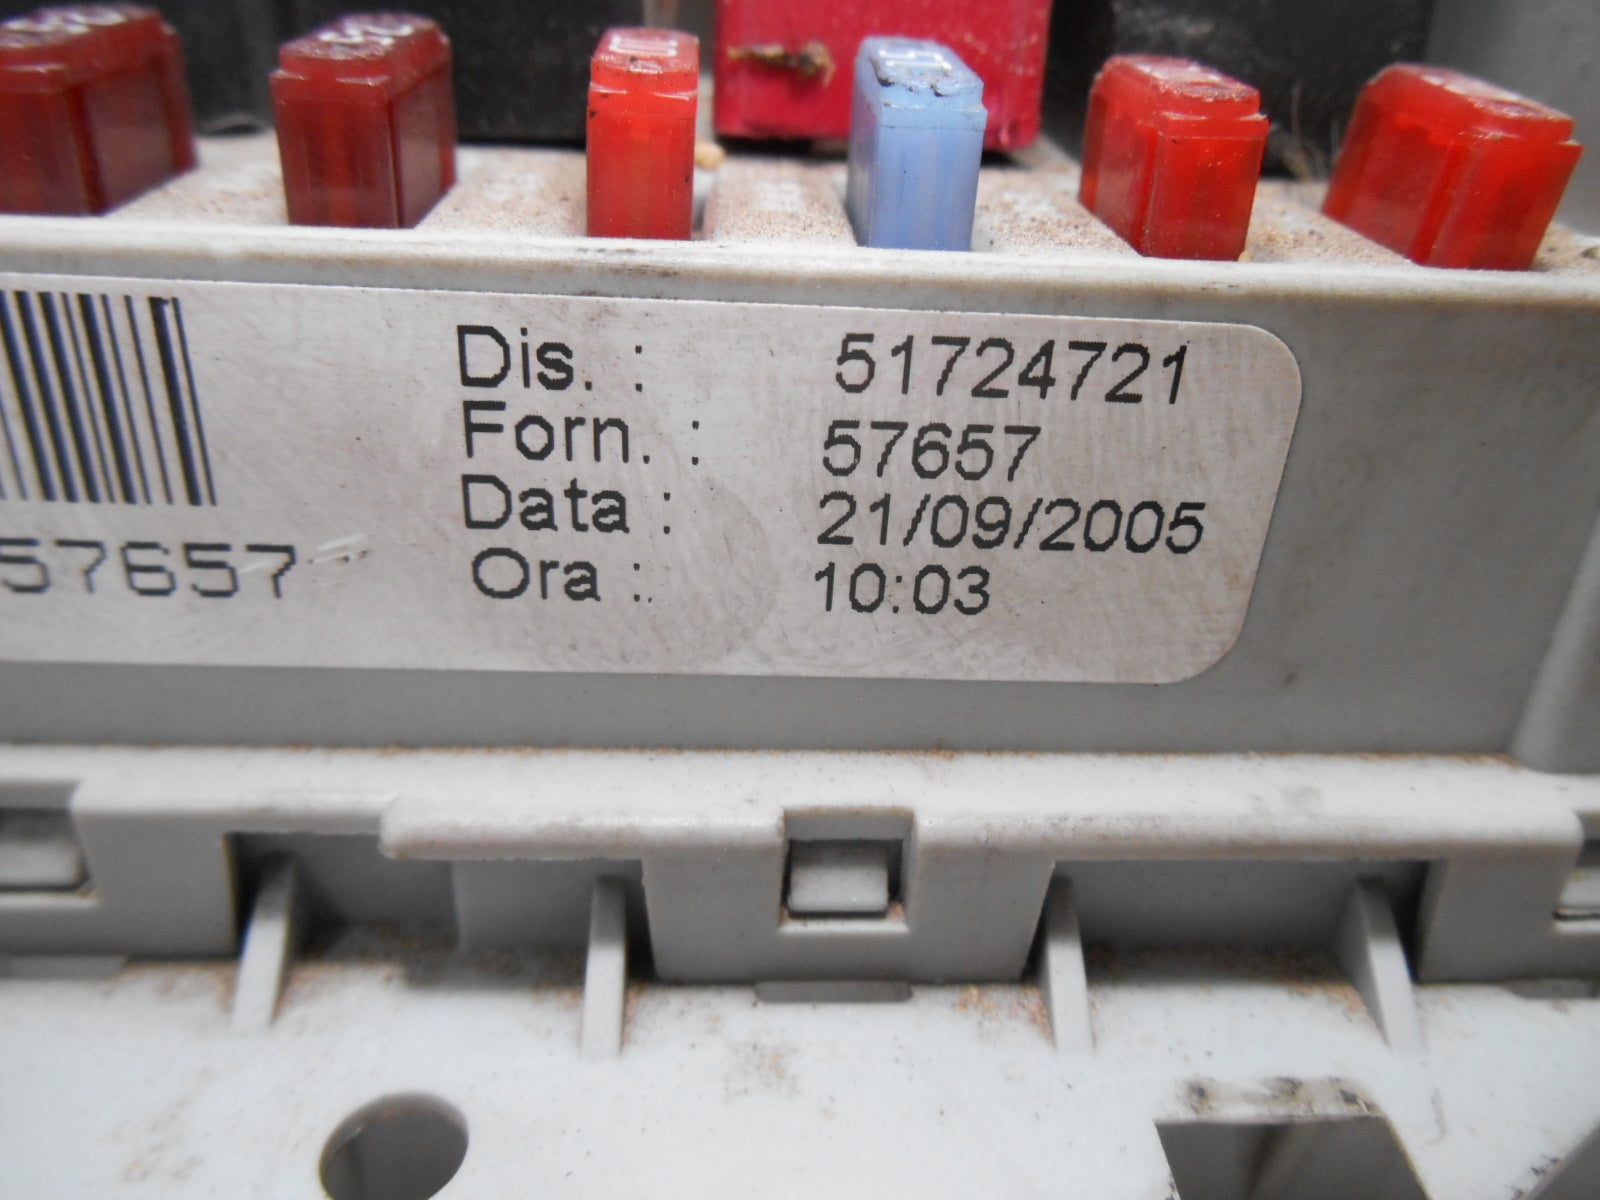 Dis. : 51724721
Forn. : 57657
Data : 21/09/2005
Ora : 10:03
57657